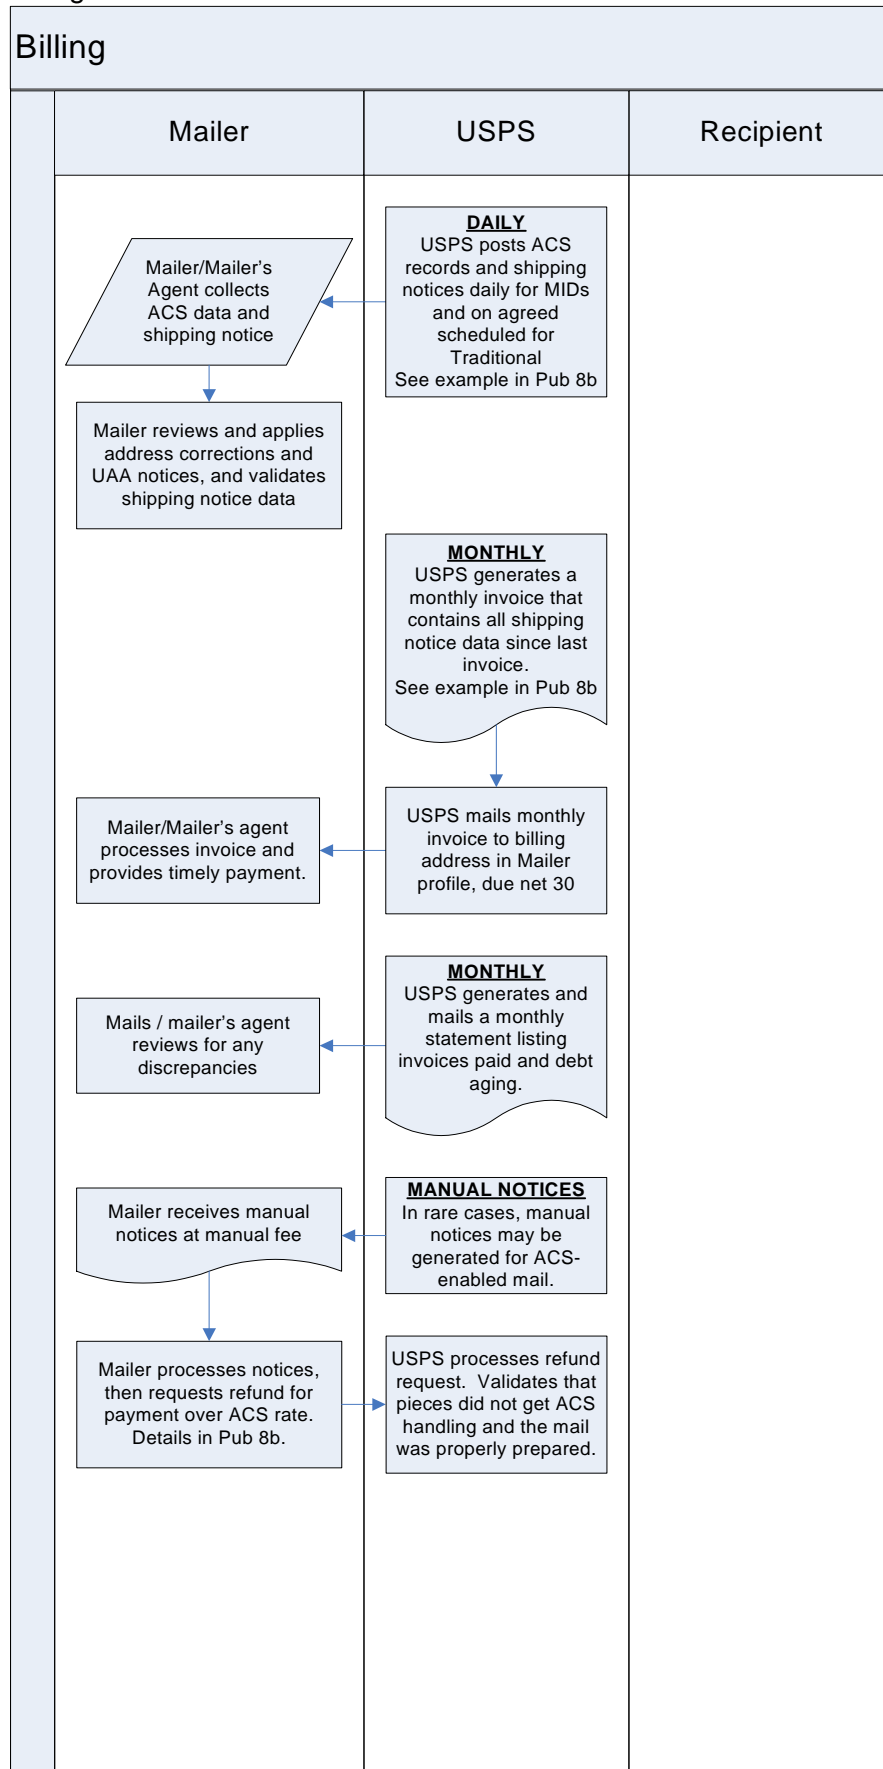 Billing
Mailer
USPS
Recipient
DAILY
USPS posts ACS
records and shipping
notices daily for MIDs
and on agreed
scheduled for
Traditional
See example in Pub 8b
Mailer/Mailer's
Agent collects
ACS data and
shipping notice
Mailer reviews and applies
address corrections and
UAA notices, and validates
shipping notice data
MONTHLY
USPS generates a
monthly invoice that
contains all shipping
notice data since last
invoice.
See example in Pub 8b
USPS mails monthly
invoice to billing
address in Mailer
profile, due net 30
Mailer/Mailer's agent
processes invoice and
provides timely payment.
MONTHLY
USPS generates and
mails a monthly
statement listing
invoices paid and debt
aging.
Mails / mailer's agent
reviews for any
discrepancies
MANUAL NOTICES
In rare cases, manual
notices may be
generated for ACS-
enabled mail.
Mailer receives manual
notices at manual fee
Mailer processes notices,
then requests refund for
payment over ACS rate.
Details in Pub 8b.
USPS processes refund
request.  Validates that
pieces did not get ACS
handling and the mail
was properly prepared.